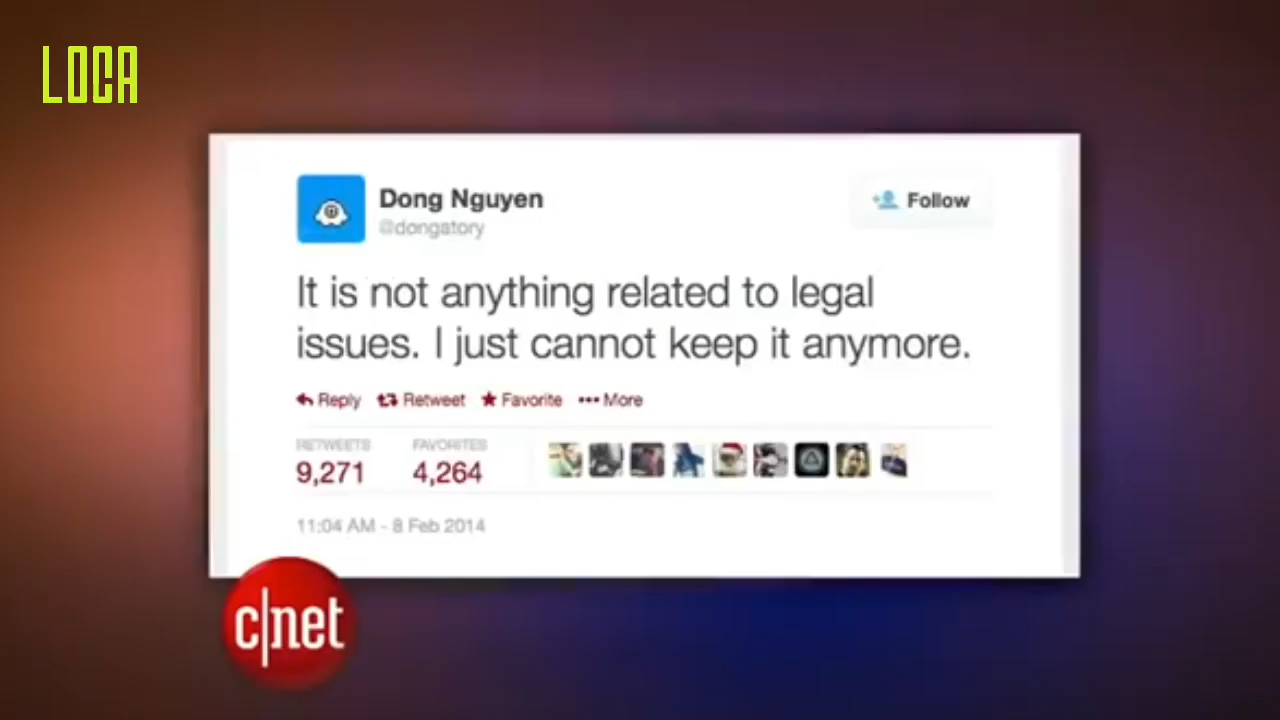 LOCA
Dong Nguyen
@dongatory
Follow
It is not anything related to legal
issues. I just cannot keep it anymore.
Reply Retweet Favorite More
RETWEETS FAVORITES
9,271 4,264
11:04 AM - 8 Feb 2014
c|net